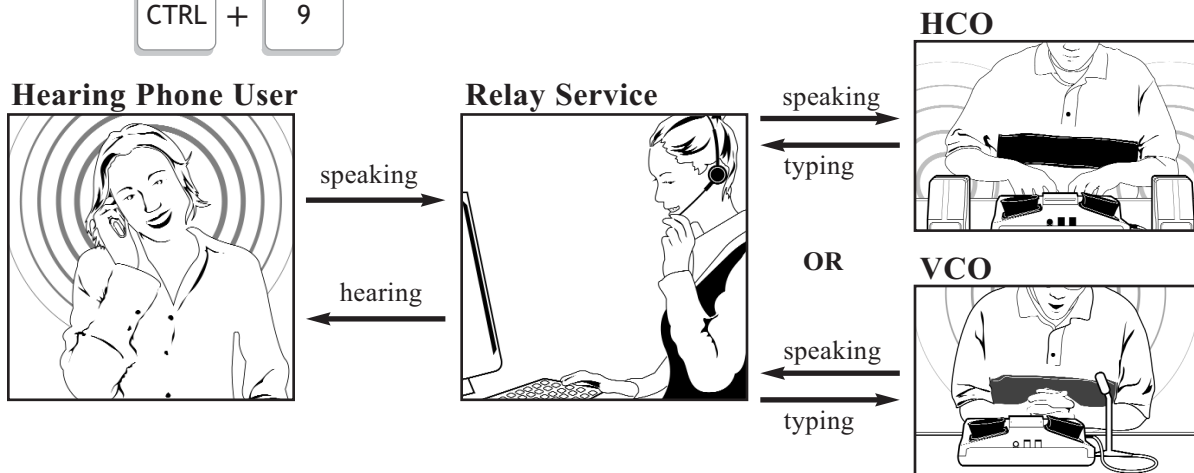 CTRL + 9
HCO
Hearing Phone User
Relay Service
speaking
typing
speaking
hearing
OR
VCO
speaking
typing